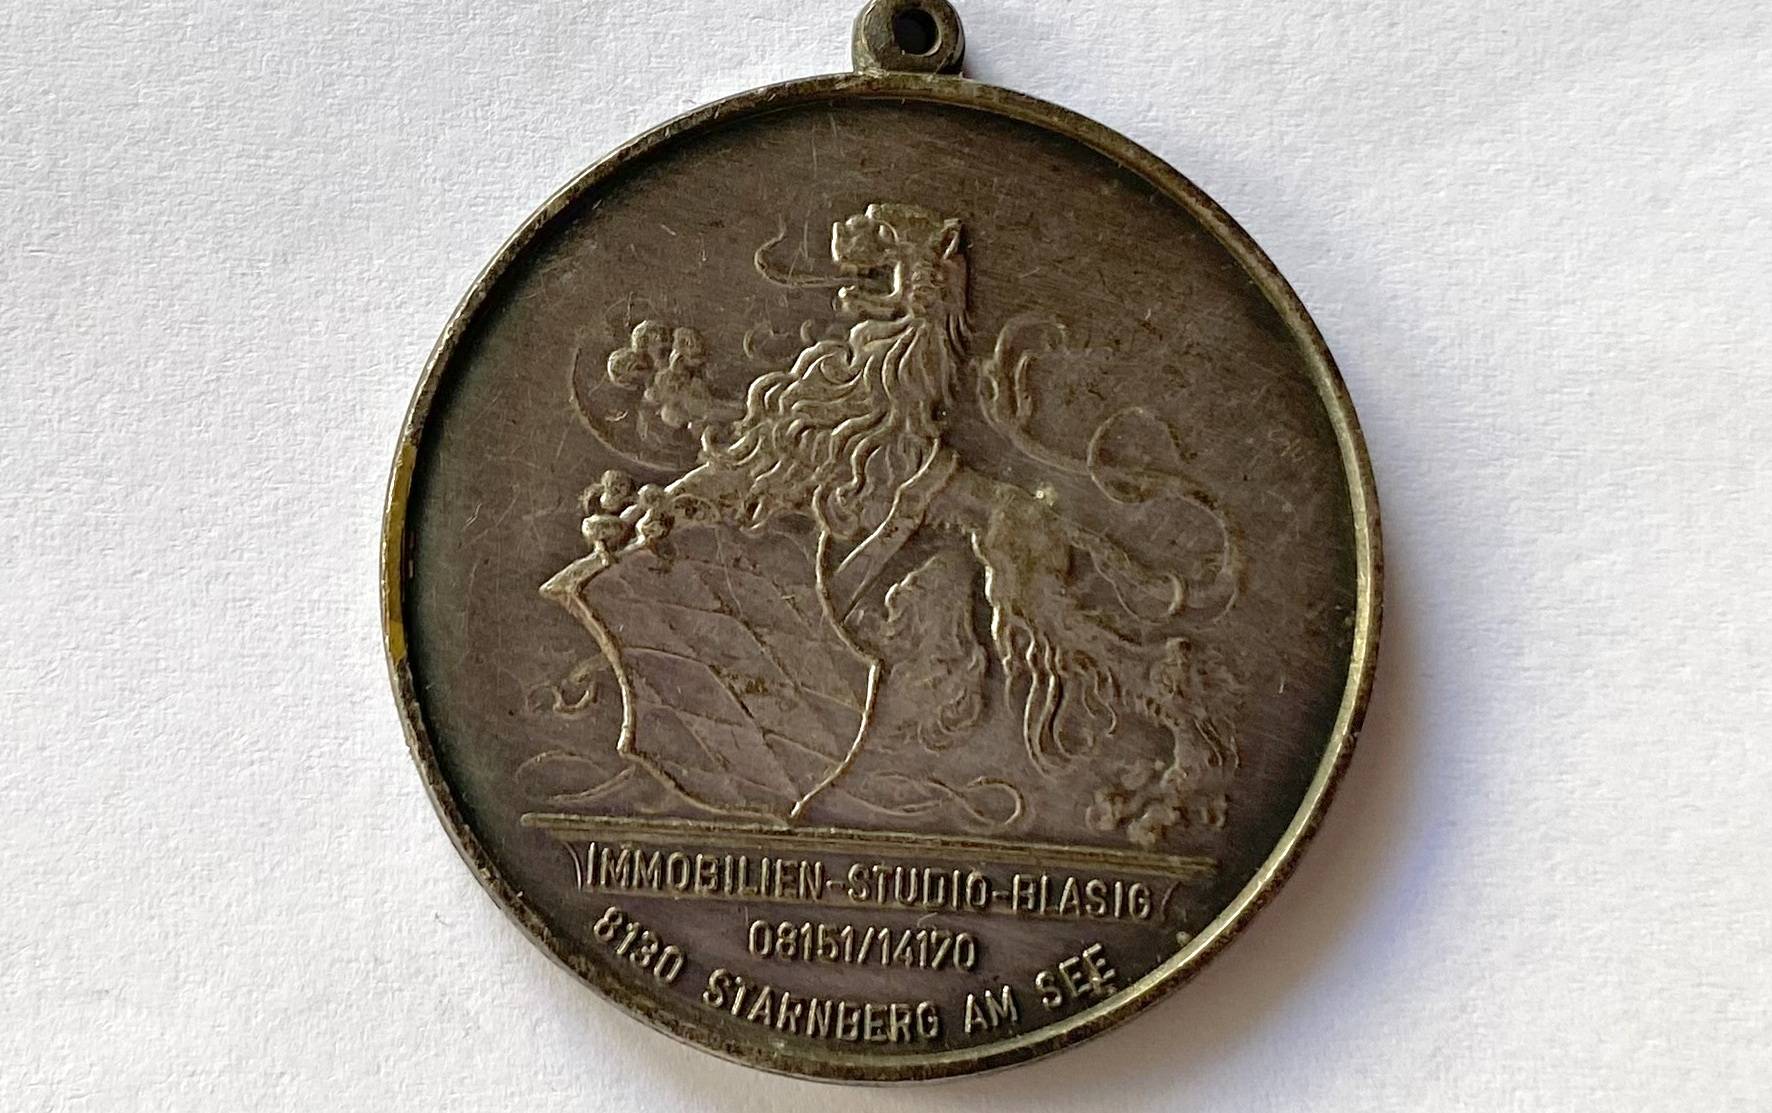 IMMOBILIEN-STUDIO-BLASIG
08151/14170
8130 STARNBERG AM SEE